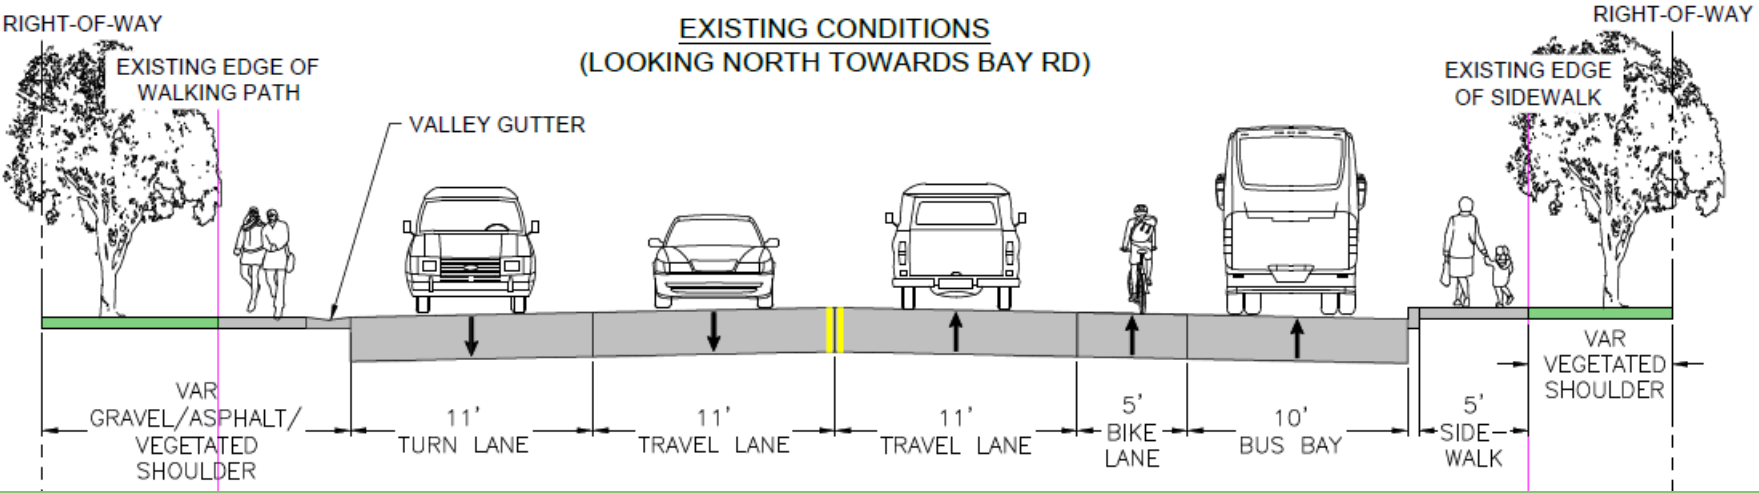 RIGHT-OF-WAY
EXISTING CONDITIONS
(LOOKING NORTH TOWARDS BAY RD)
RIGHT-OF-WAY
EXISTING EDGE OF
WALKING PATH
VALLEY GUTTER
EXISTING EDGE
OF SIDEWALK
VAR
GRAVEL/ASPHALT/
VEGETATED
SHOULDER
11'
TURN LANE
11'
TRAVEL LANE
11'
TRAVEL LANE
5'
BIKE
LANE
10'
BUS BAY
5'
SIDE-
WALK
VAR
VEGETATED
SHOULDER